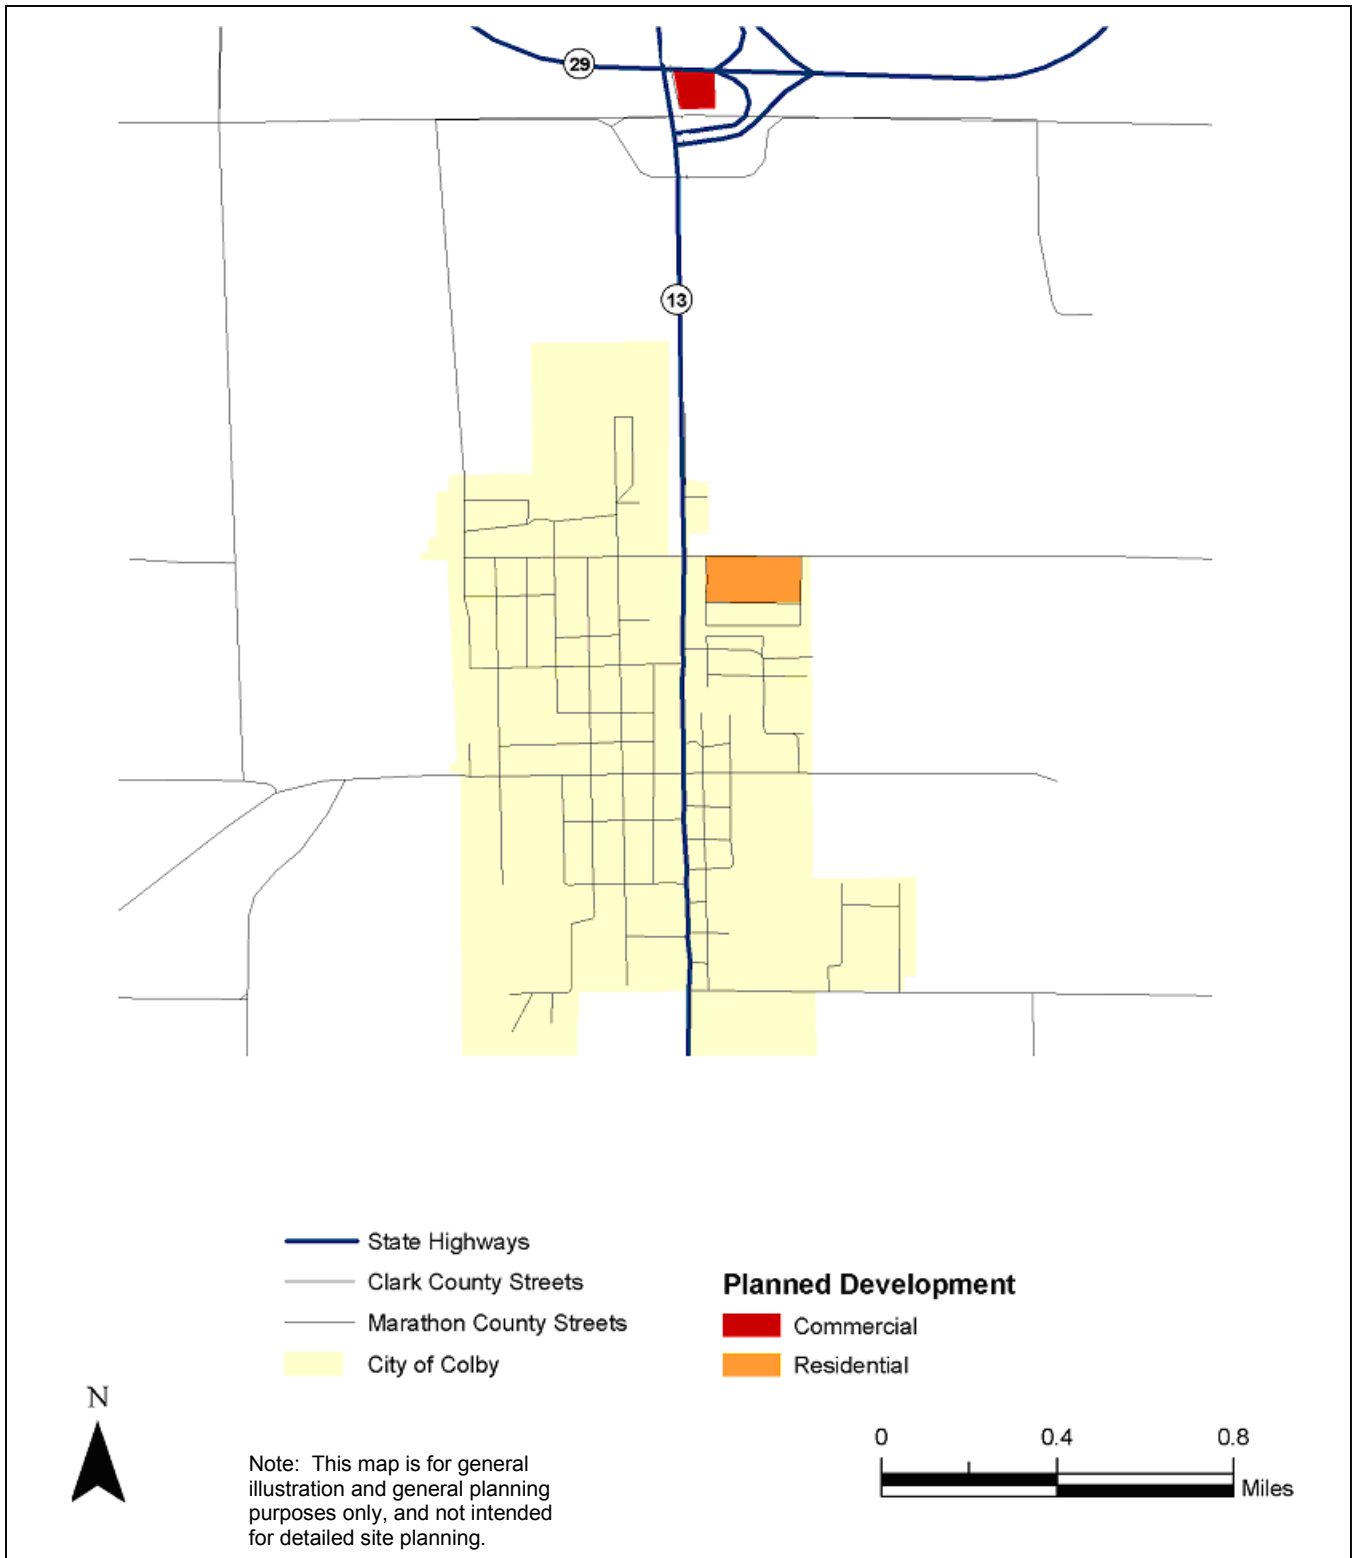 29
13
State Highways
Clark County Streets
Marathon County Streets
City of Colby
Planned Development
Commercial
Residential
N
Note: This map is for general
illustration and general planning
purposes only, and not intended
for detailed site planning.
0 0.4 0.8
Miles